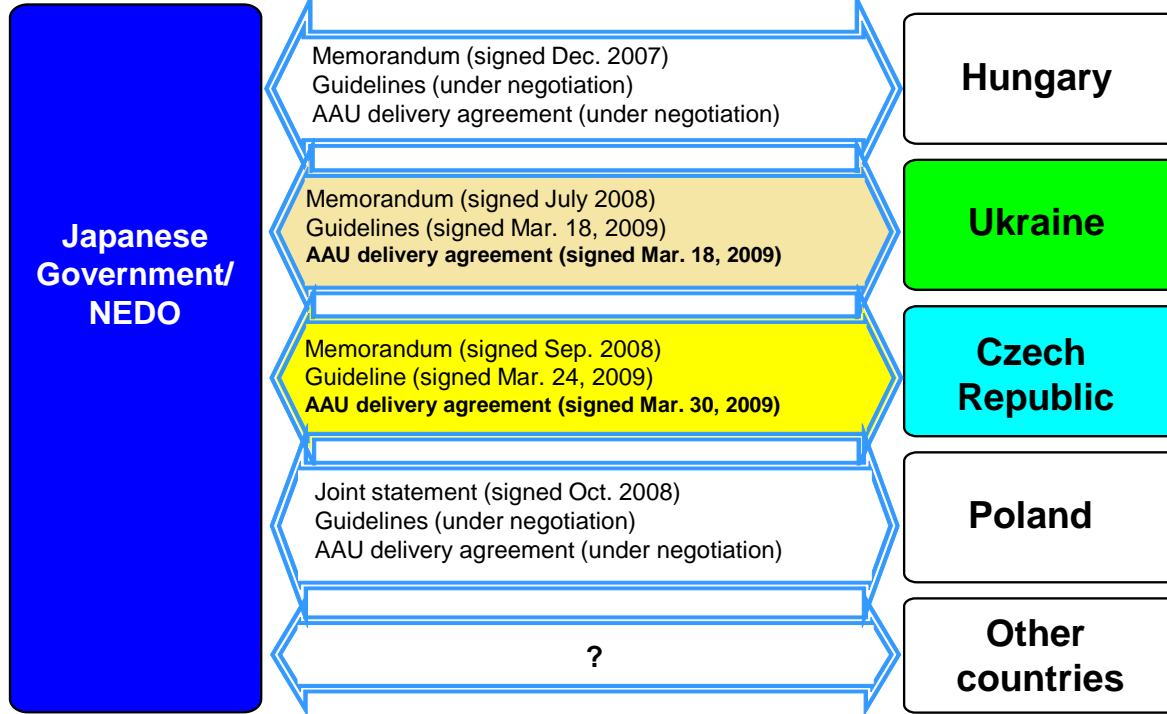 Japanese
Government/
NEDO
Memorandum (signed Dec. 2007)
Guidelines (under negotiation)
AAU delivery agreement (under negotiation)
Hungary
Memorandum (signed July 2008)
Guidelines (signed Mar. 18, 2009)
AAU delivery agreement (signed Mar. 18, 2009)
Ukraine
Memorandum (signed Sep. 2008)
Guideline (signed Mar. 24, 2009)
AAU delivery agreement (signed Mar. 30, 2009)
Czech
Republic
Joint statement (signed Oct. 2008)
Guidelines (under negotiation)
AAU delivery agreement (under negotiation)
Poland
?
Other
countries